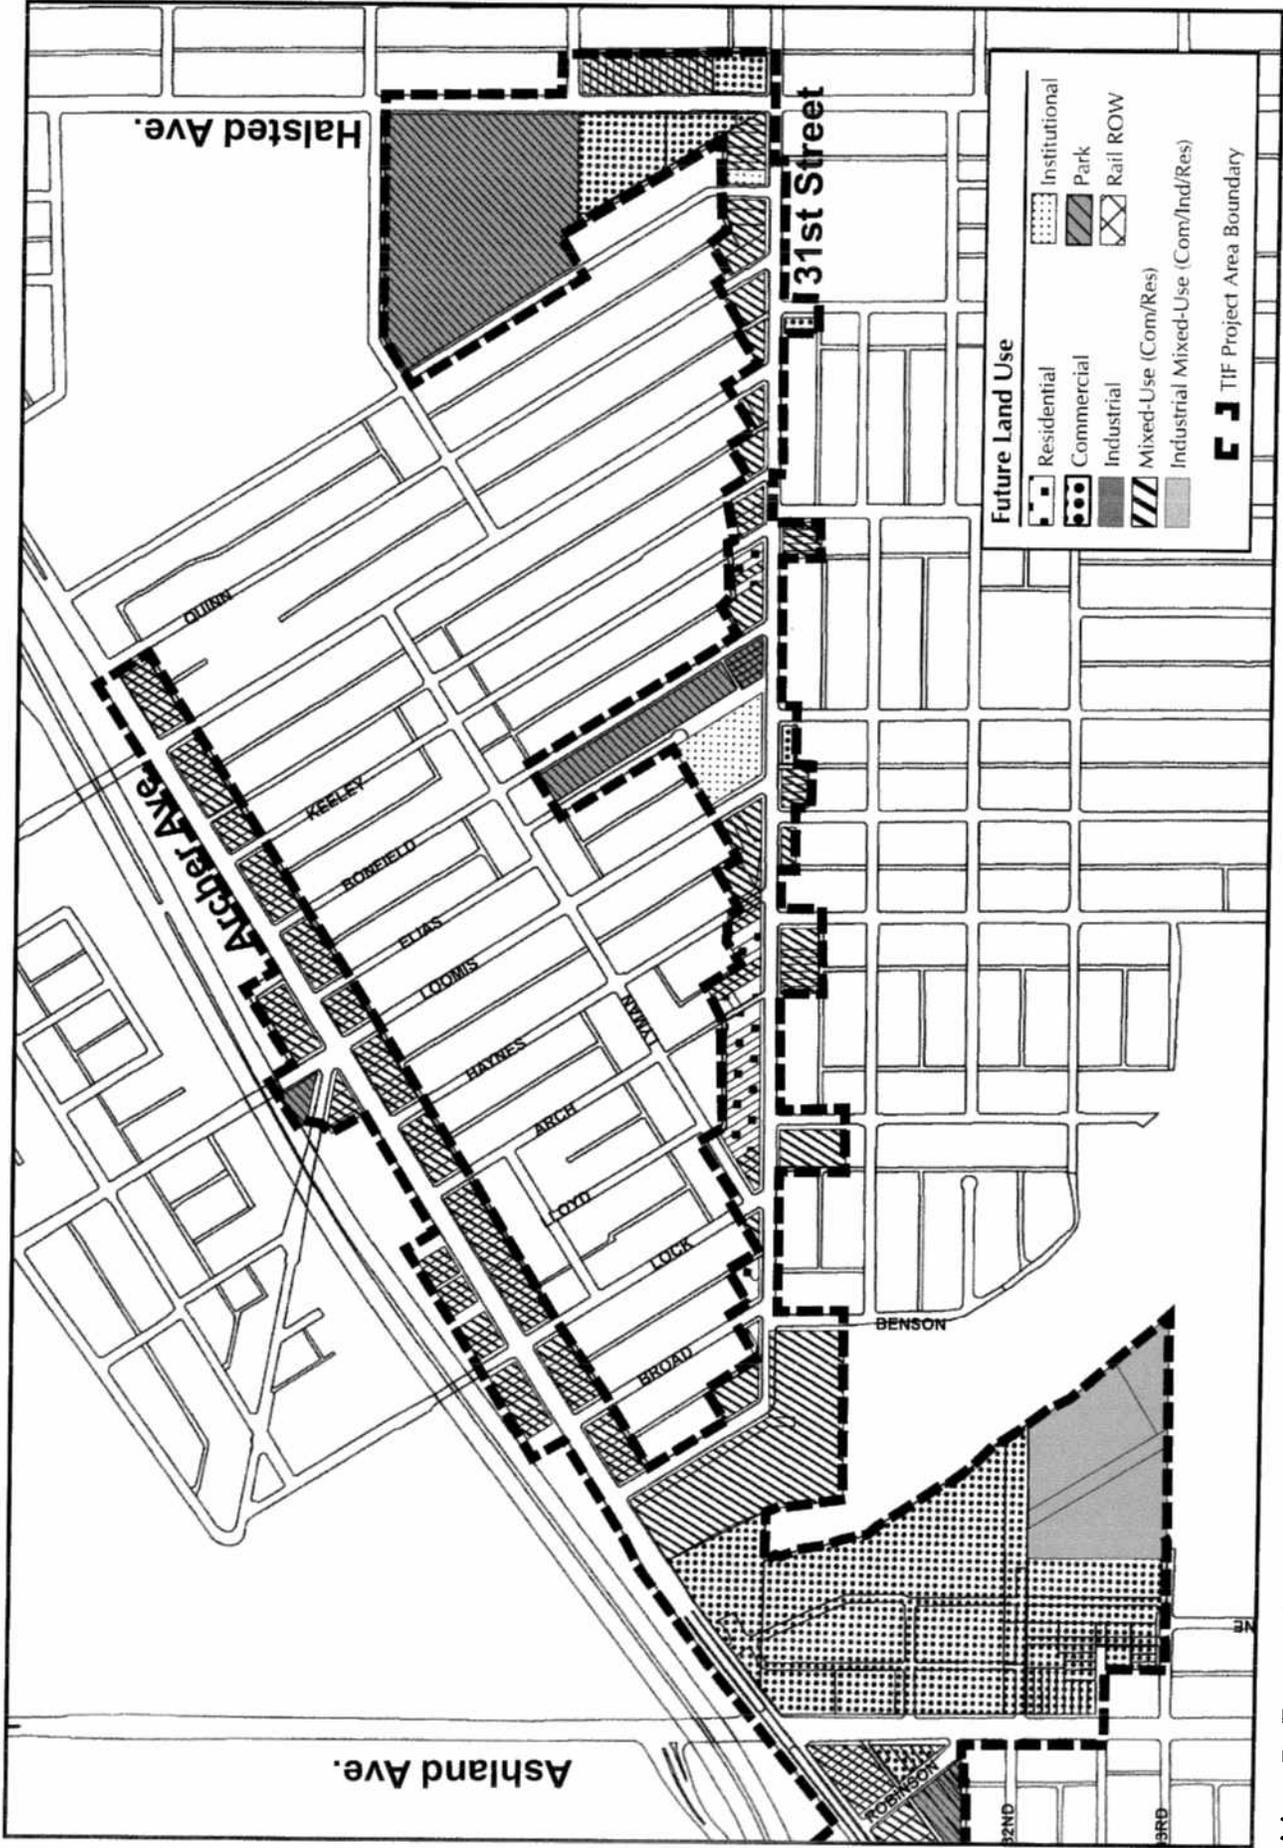 Halsted Ave.
31st Street
Archer Ave.
Ashland Ave.
QUINN
KEELEY
BONFIELD
ELIAS
LOOMIS
HAYNES
LYMAN
ARCH
LOYD
LOCK
BROAD
BENSON
ROBINSON
32ND
33RD
Future Land Use
Residential
Commercial
Industrial
Mixed-Use (Com/Res)
Industrial Mixed-Use (Com/Ind/Res)
Institutional
Park
Rail ROW
TIF Project Area Boundary